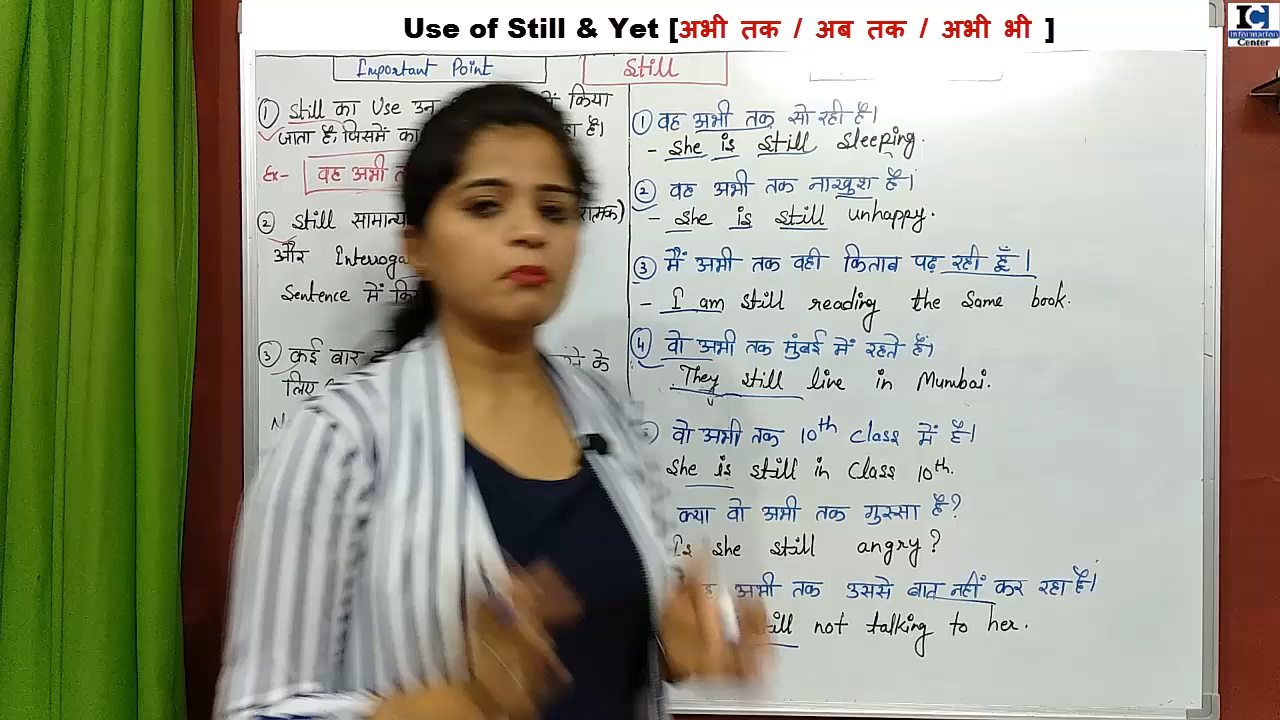 Use of Still & Yet [अभी तक / अब तक / अभी भी ]
IC
Information
Center
Important Point
Still
① Still का Use उन में किया
जाता है, जिसमें का है।
Ex- वह अभी
② Still सामान्य
और
Sentence में
③ कई बार के
लिए
① वह अभी तक सो रही है।
- She is still sleeping.
② वह अभी तक नाखुश है।
- She is still unhappy.
③ मैं अभी तक वही किताब पढ़ रही हूँ।
- I am still reading the same book.
④ वो अभी तक मुंबई में रहते हैं।
They still live in Mumbai.
वो अभी तक 10th Class में है।
She is still in Class 10th.
क्या वो अभी तक गुस्सा है?
Is she still angry?
अभी तक उससे बात नहीं कर रहा है।
still not talking to her.